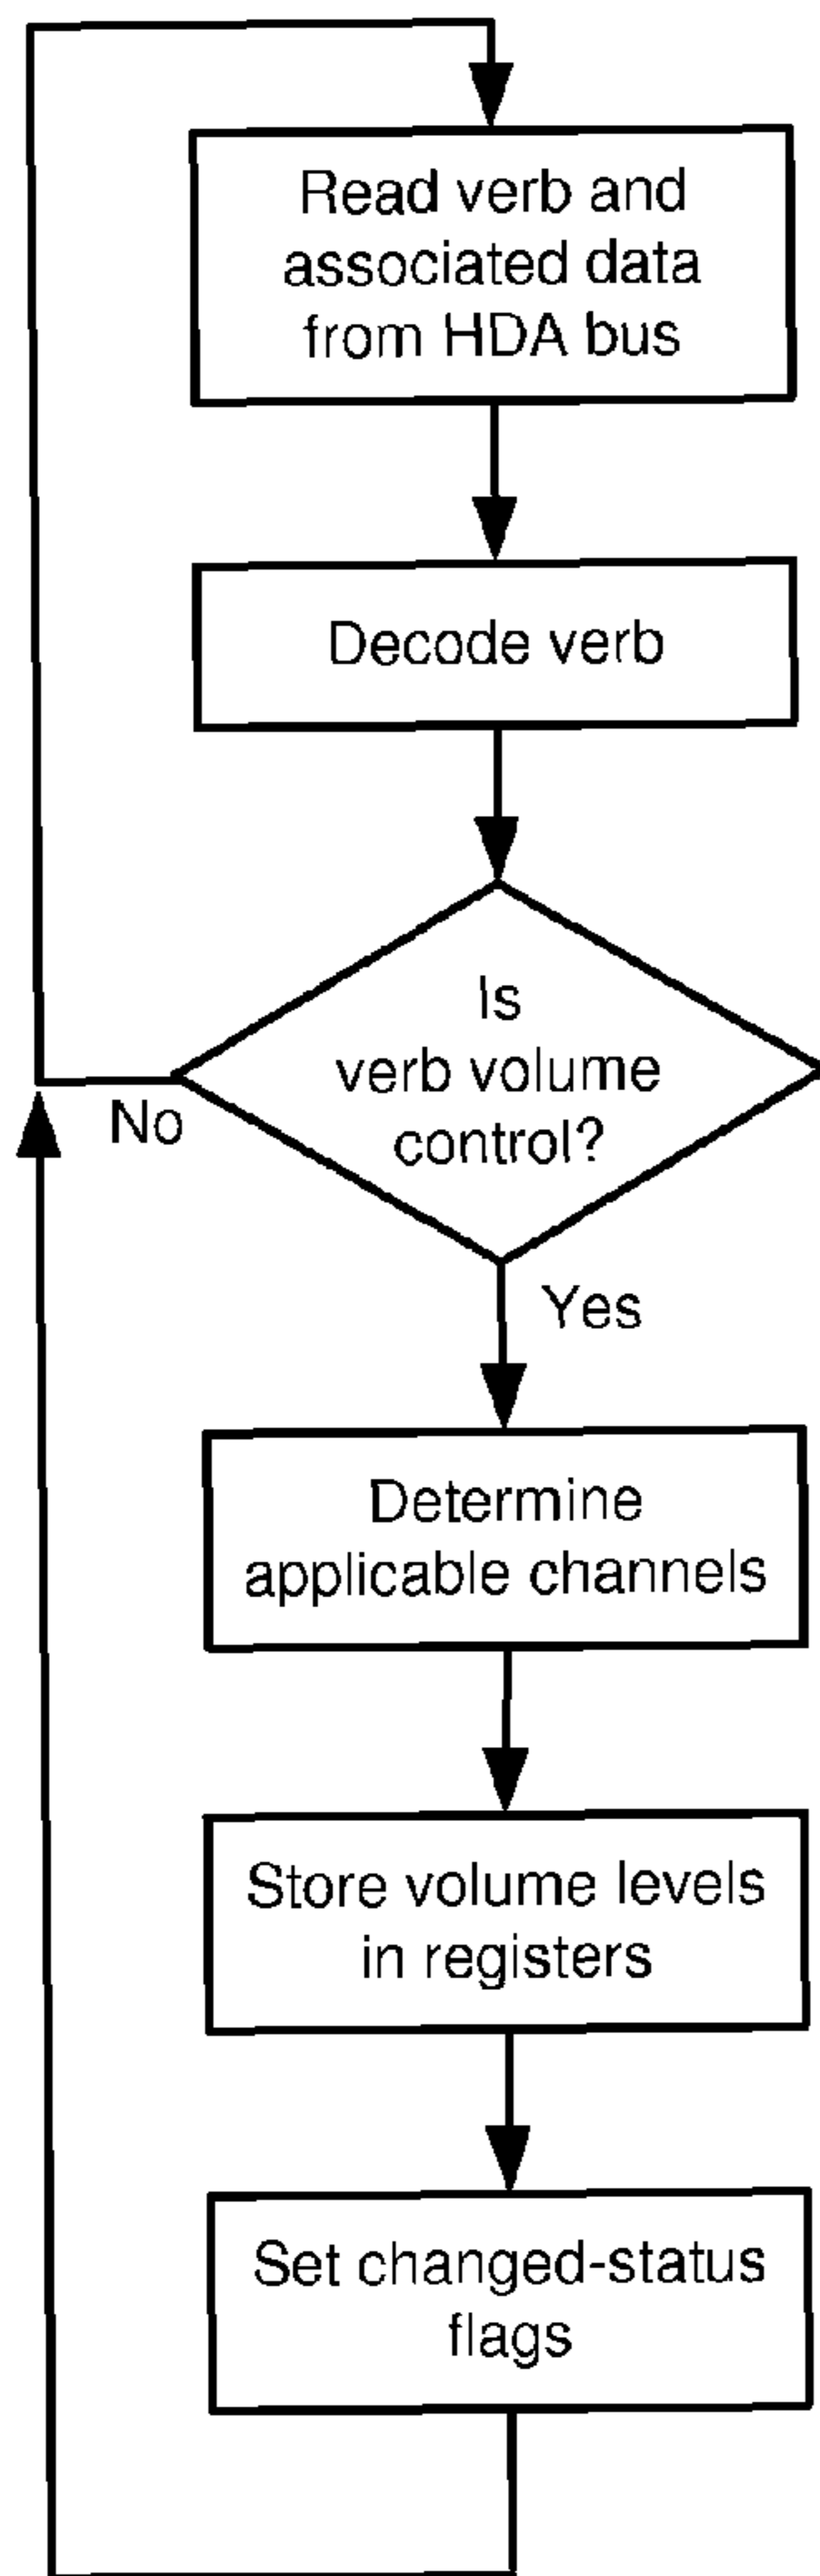 Read verb and
associated data
from HDA bus
Decode verb
Is
verb volume
control?
No
Yes
Determine
applicable channels
Store volume levels
in registers
Set changed-status
flags